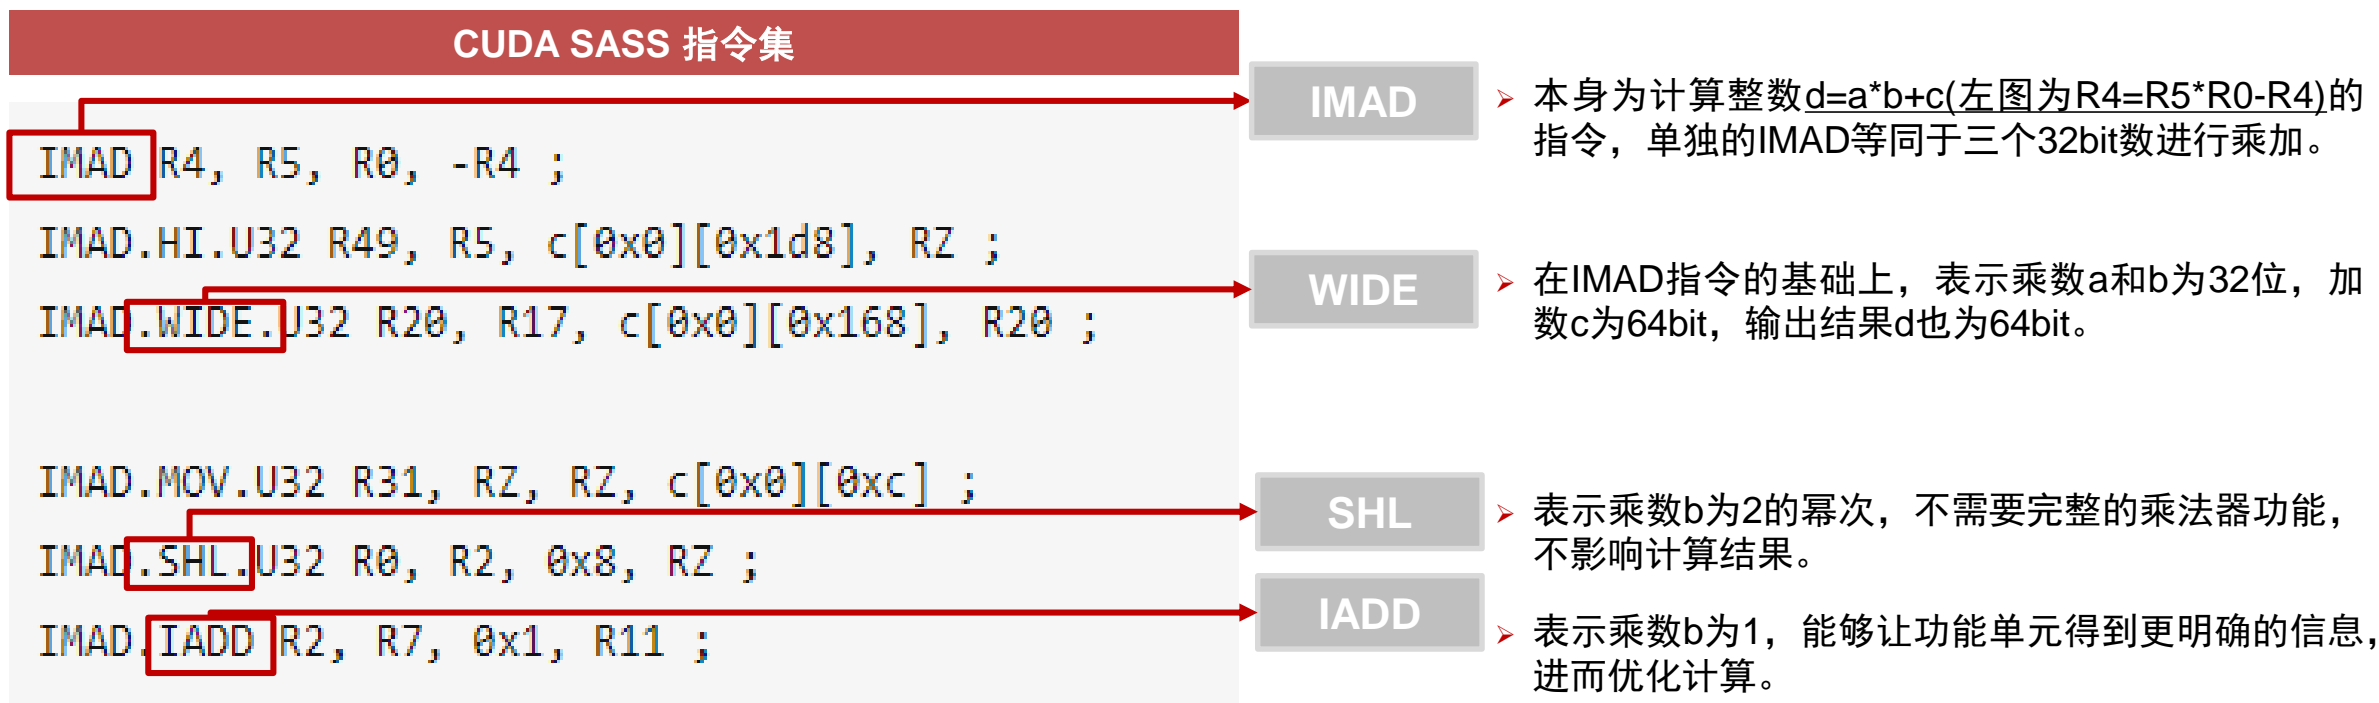 CUDA SASS 指令集
IMAD R4, R5, R0, -R4 ;
IMAD.HI.U32 R49, R5, c[0x0][0x1d8], RZ ;
IMAD.WIDE.U32 R20, R17, c[0x0][0x168], R20 ;
IMAD.MOV.U32 R31, RZ, RZ, c[0x0][0xc] ;
IMAD.SHL.U32 R0, R2, 0x8, RZ ;
IMAD.IADD R2, R7, 0x1, R11 ;
IMAD
➢ 本身为计算整数d=a*b+c(左图为R4=R5*R0-R4)的
指令，单独的IMAD等同于三个32bit数进行乘加。
WIDE
➢ 在IMAD指令的基础上，表示乘数a和b为32位，加
数c为64bit，输出结果d也为64bit。
SHL
➢ 表示乘数b为2的幂次，不需要完整的乘法器功能，
不影响计算结果。
IADD
➢ 表示乘数b为1，能够让功能单元得到更明确的信息，
进而优化计算。